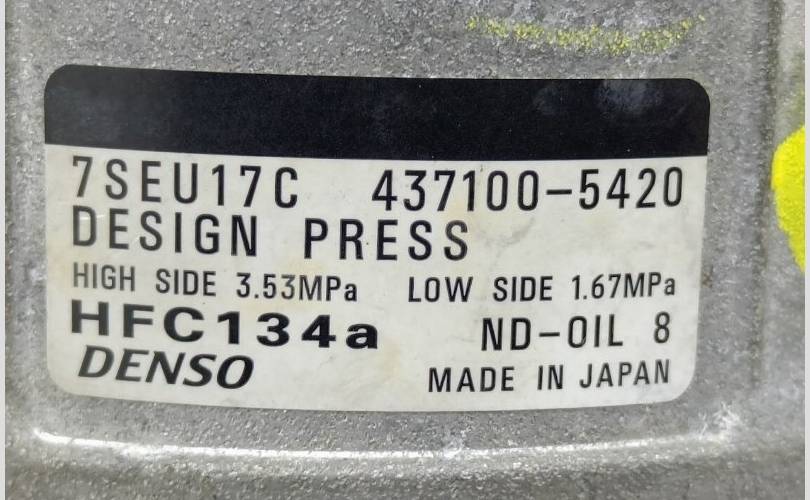 7SEU17C 437100-5420
DESIGN PRESS
HIGH SIDE 3.53MPa LOW SIDE 1.67MPa
HFC134a ND-OIL 8
DENSO MADE IN JAPAN